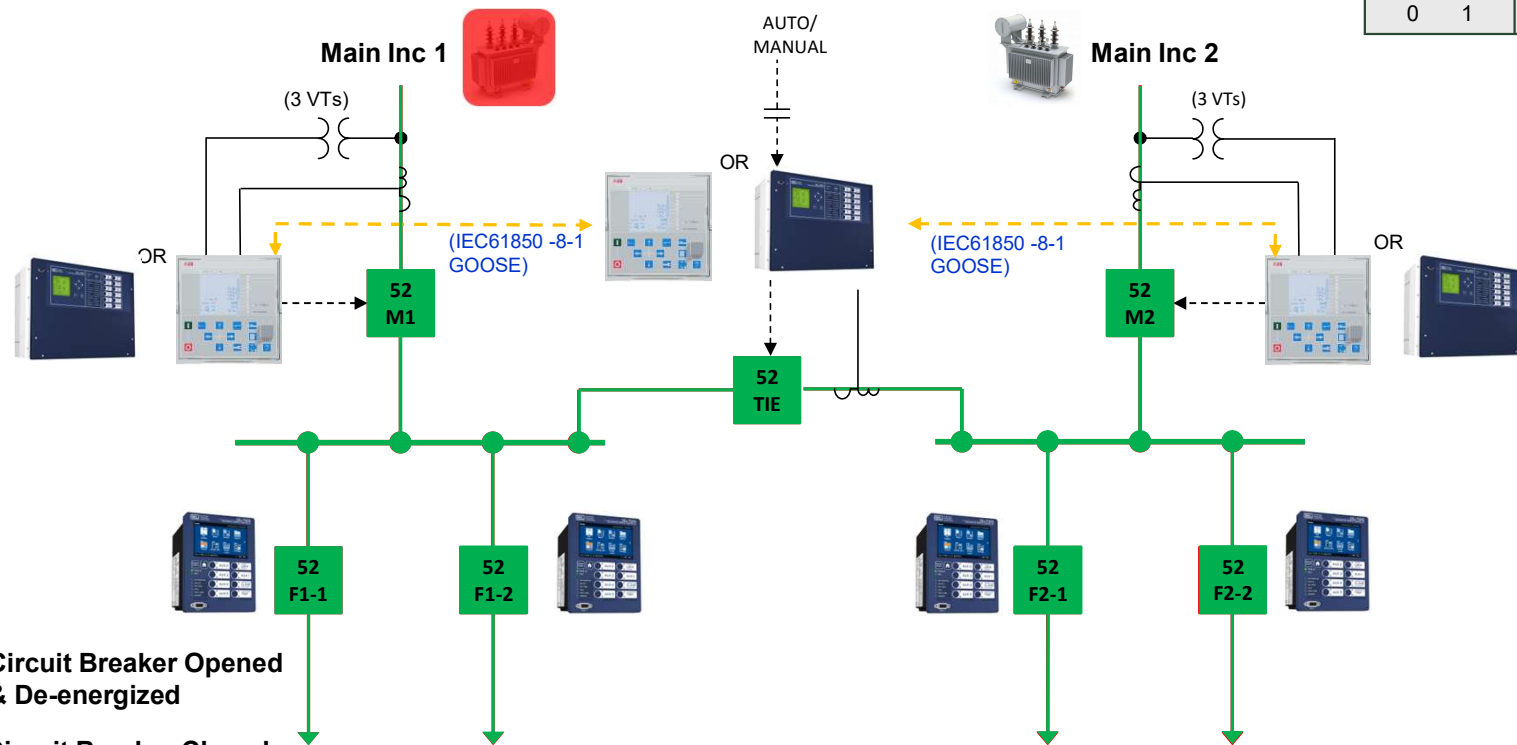 0 1
AUTO/
MANUAL
Main Inc 1
Main Inc 2
(3 VTs)
(3 VTs)
OR
OR
OR
(IEC61850 -8-1
GOOSE)
(IEC61850 -8-1
GOOSE)
52
M1
52
M2
52
TIE
52
F1-1
52
F1-2
52
F2-1
52
F2-2
Circuit Breaker Opened
& De-energized